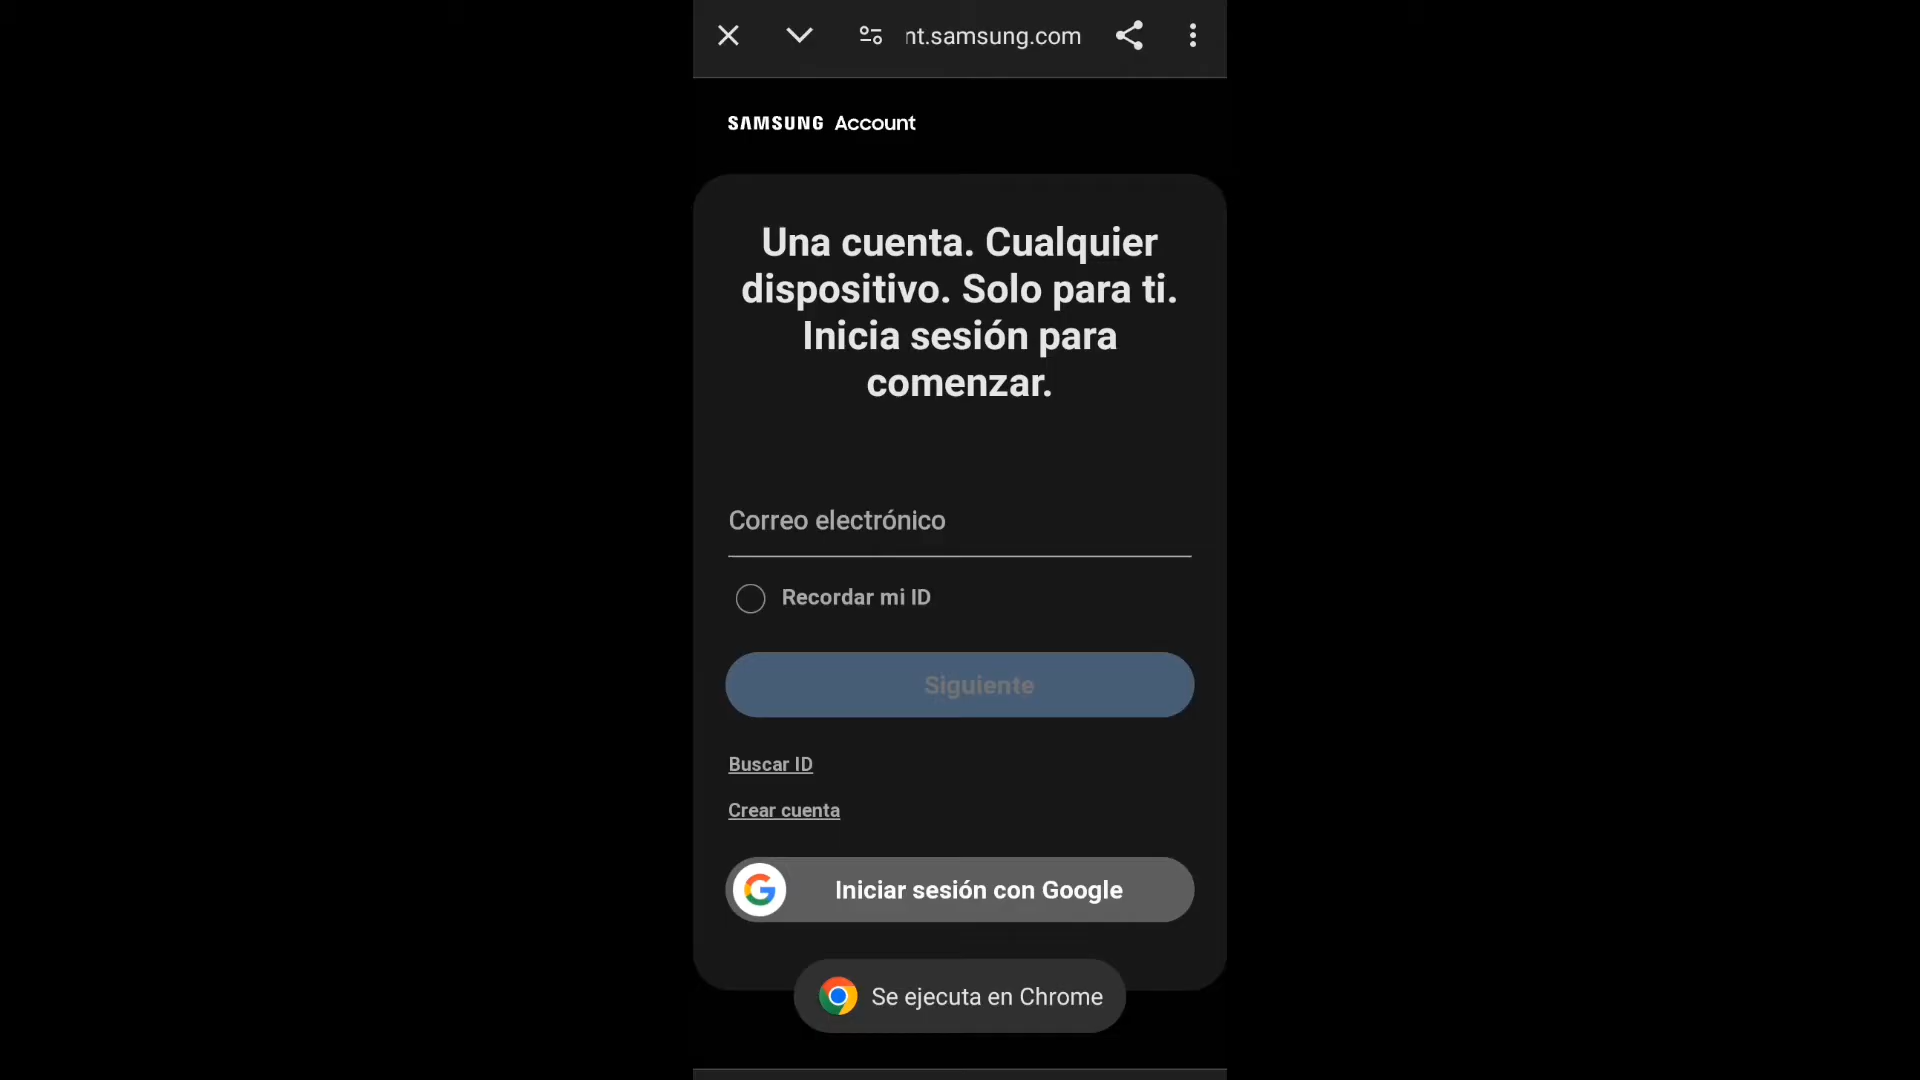 nt.samsung.com
SAMSUNG Account
Una cuenta. Cualquier
dispositivo. Solo para ti.
Inicia sesión para
comenzar.
Correo electrónico
Recordar mi ID
Siguiente
Buscar ID
Crear cuenta
Iniciar sesión con Google
Se ejecuta en Chrome